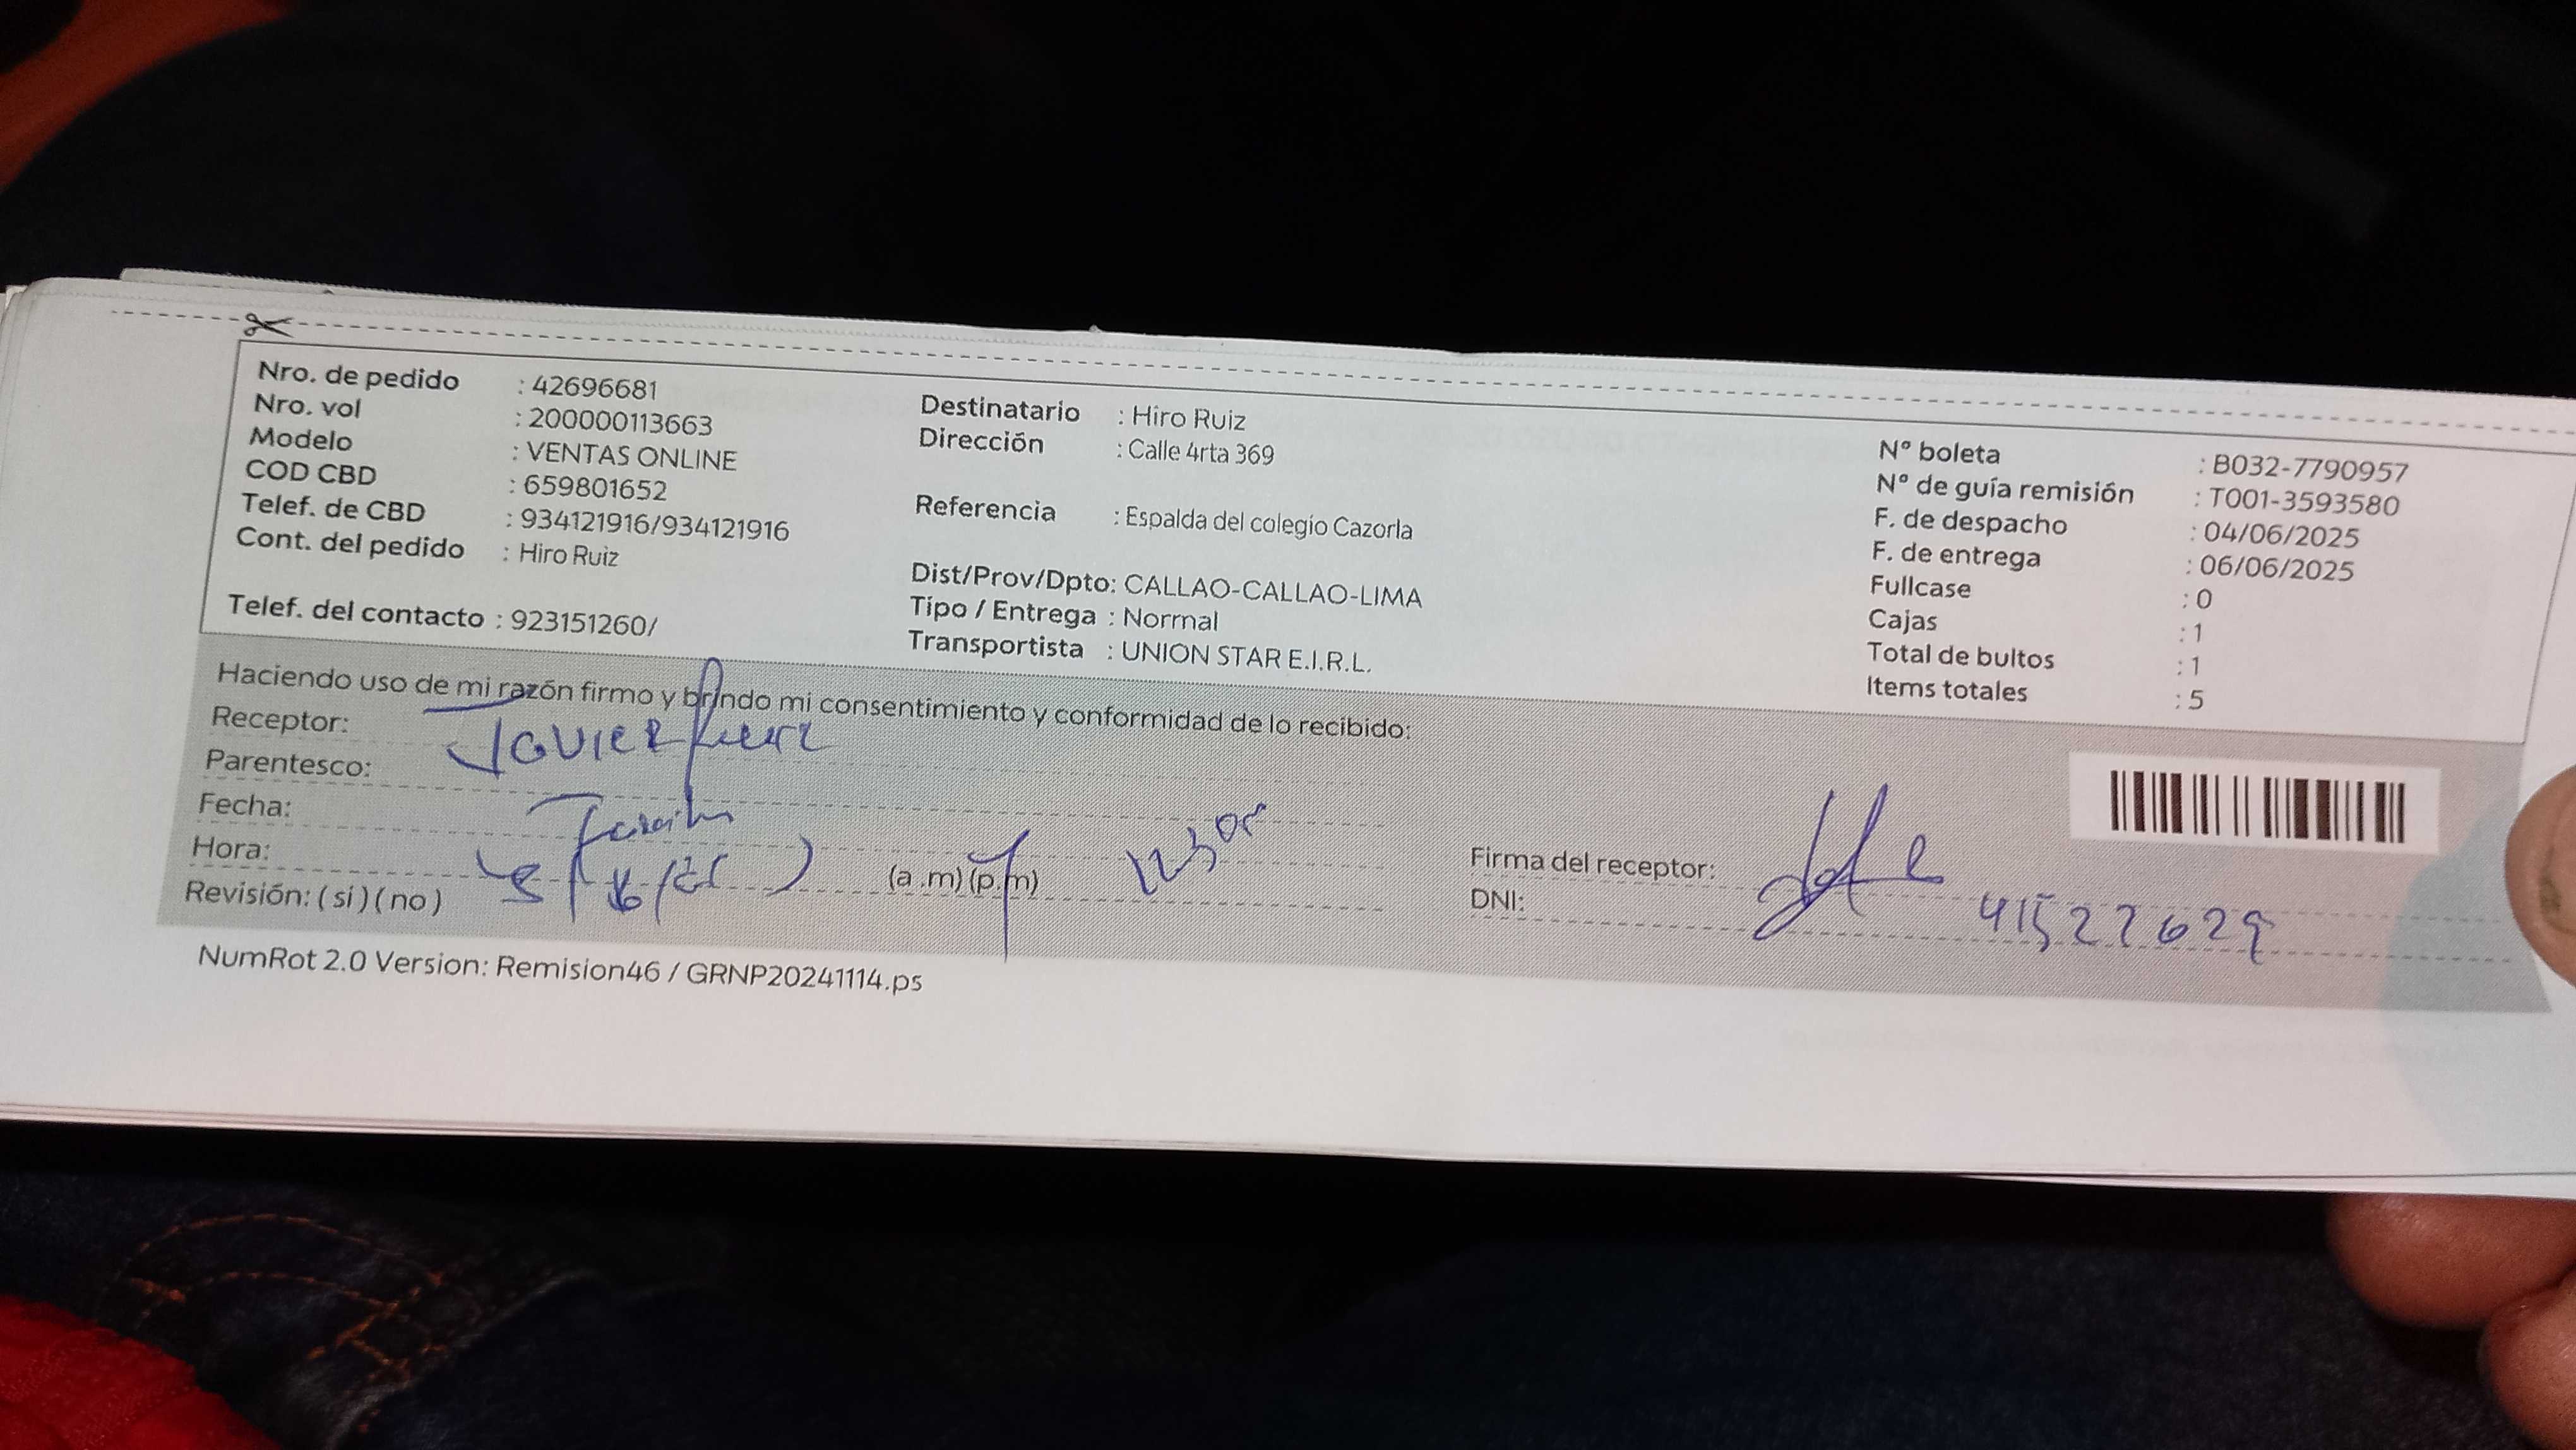 Nro. de pedido : 42696681
Nro. vol : 200000113663
Modelo : VENTAS ONLINE
COD CBD : 659801652
Telef. de CBD : 934121916/934121916
Cont. del pedido : Hiro Ruiz
Telef. del contacto : 923151260/
Destinatario : Hiro Ruiz
Dirección : Calle 4rta 369
Referencia : Espalda del colegio Cazorla
Dist/Prov/Dpto: CALLAO-CALLAO-LIMA
Tipo / Entrega : Normal
Transportista : UNION STAR E.I.R.L.
Nº boleta : B032-7790957
Nº de guía remisión : T001-3593580
F. de despacho : 04/06/2025
F. de entrega : 06/06/2025
Fullcase : 0
Cajas : 1
Total de bultos : 1
Items totales : 5
Haciendo uso de mi razón firmo y brindo mi consentimiento y conformidad de lo recibido:
Receptor: Javier
Parentesco:
Fecha:
Hora: (a .m) (p.m)
Revisión: ( si ) ( no )
Firma del receptor:
DNI: 41527629
NumRot 2.0 Version: Remision46 / GRNP20241114.ps